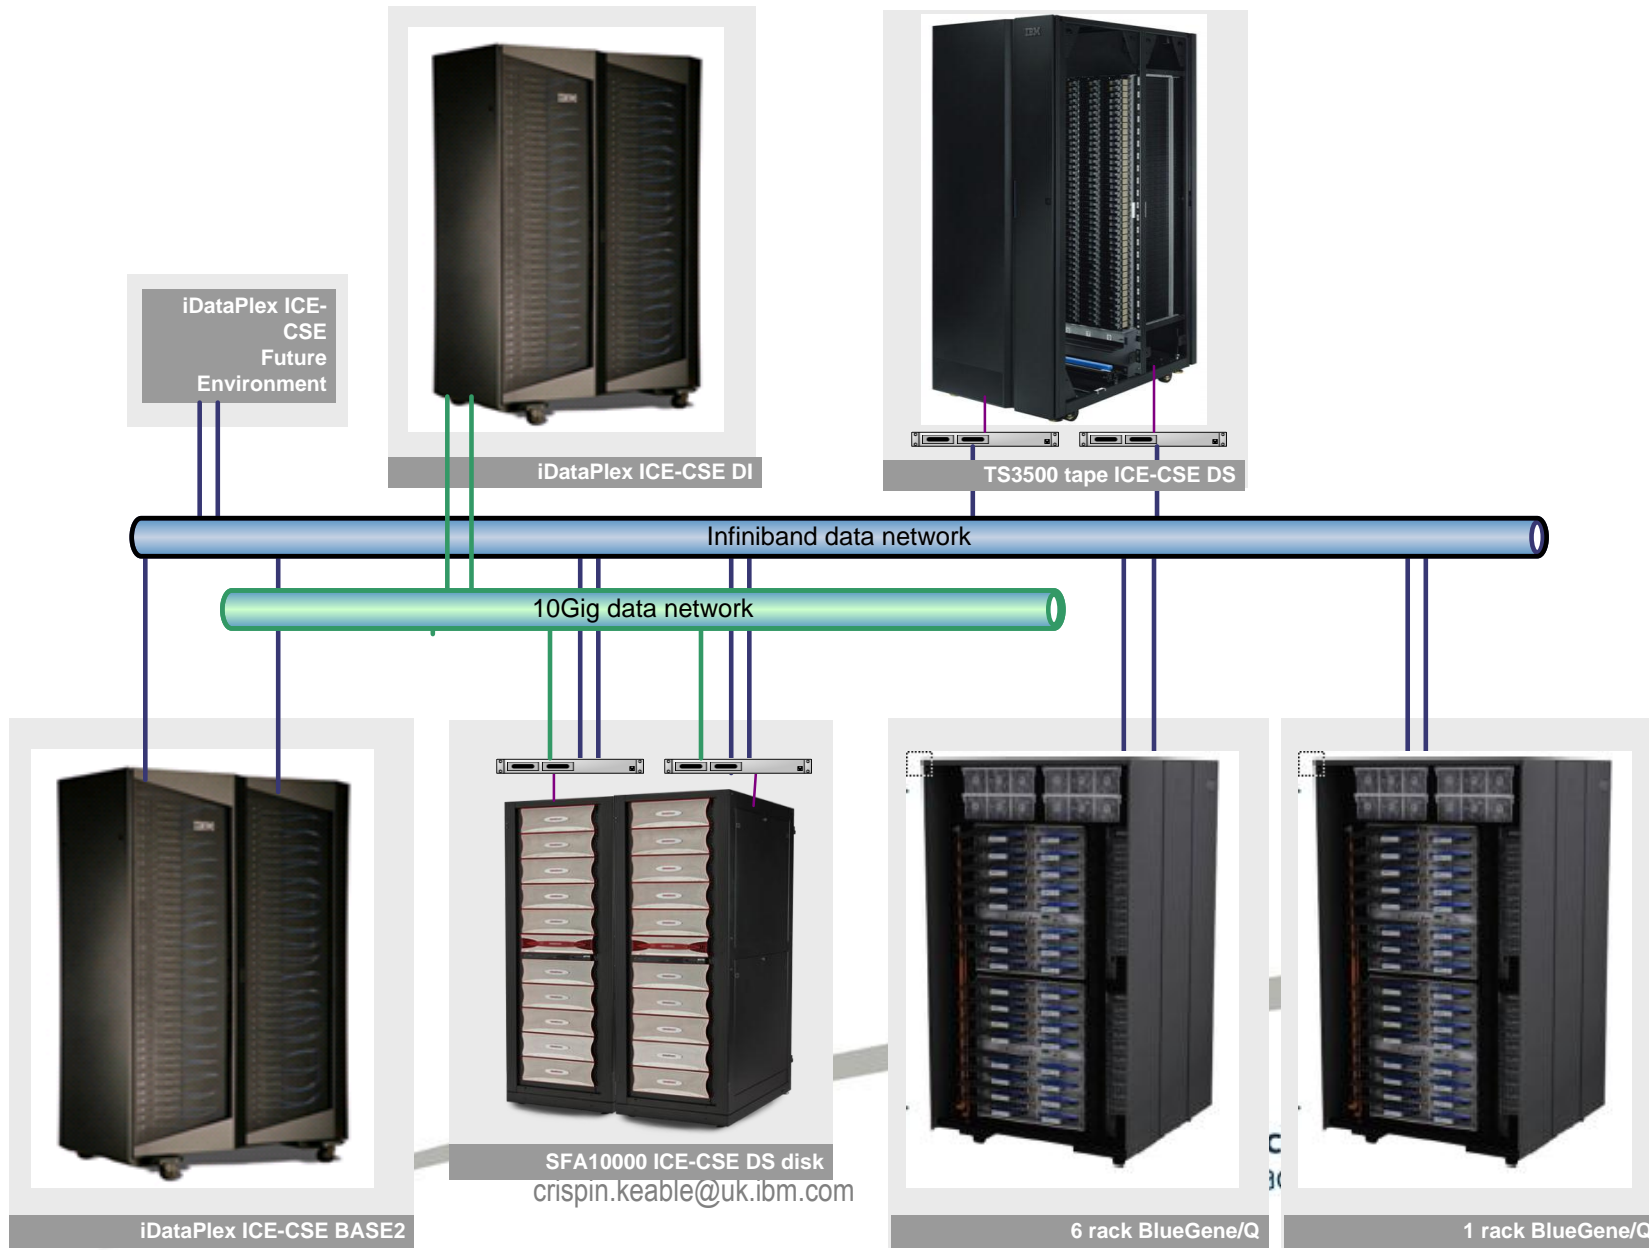 IBM
iDataPlex ICE-
CSE
Future
Environment
iDataPlex ICE-CSE DI
TS3500 tape ICE-CSE DS
Infiniband data network
10Gig data network
SFA10000 ICE-CSE DS disk
crispin.keable@uk.ibm.com
iDataPlex ICE-CSE BASE2
6 rack BlueGene/Q
1 rack BlueGene/Q